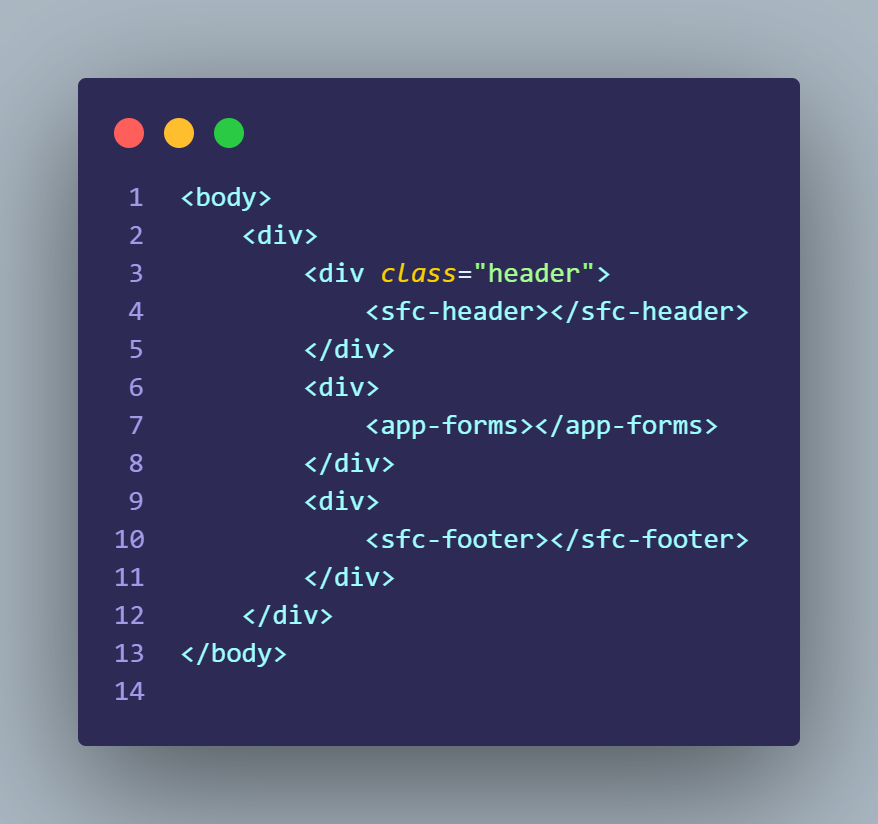 1 <body>
2     <div>
3         <div class="header">
4             <sfc-header></sfc-header>
5         </div>
6         <div>
7             <app-forms></app-forms>
8         </div>
9         <div>
10             <sfc-footer></sfc-footer>
11         </div>
12     </div>
13 </body>
14